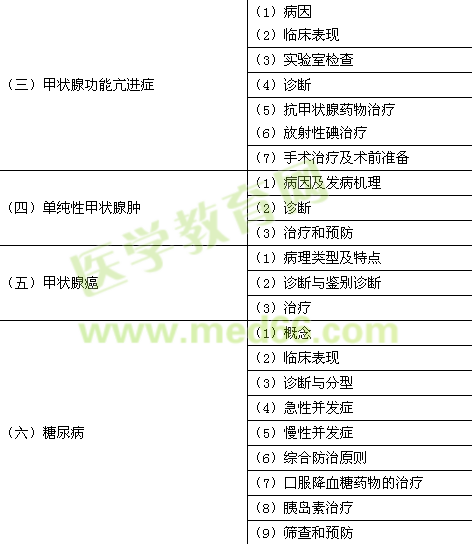 （三）甲状腺功能亢进症
（1）病因
（2）临床表现
（3）实验室检查
（4）诊断
（5）抗甲状腺药物治疗
（6）放射性碘治疗
（7）手术治疗及术前准备
（四）单纯性甲状腺肿
（1）病因及发病机理
（2）诊断
（3）治疗和预防
（五）甲状腺癌
（1）病理类型及特点
（2）诊断与鉴别诊断
（3）治疗
（六）糖尿病
（1）概念
（2）临床表现
（3）诊断与分型
（4）急性并发症
（5）慢性并发症
（6）综合防治原则
（7）口服降血糖药物的治疗
（8）胰岛素治疗
（9）筛查和预防
医学教育网
www.med66.com